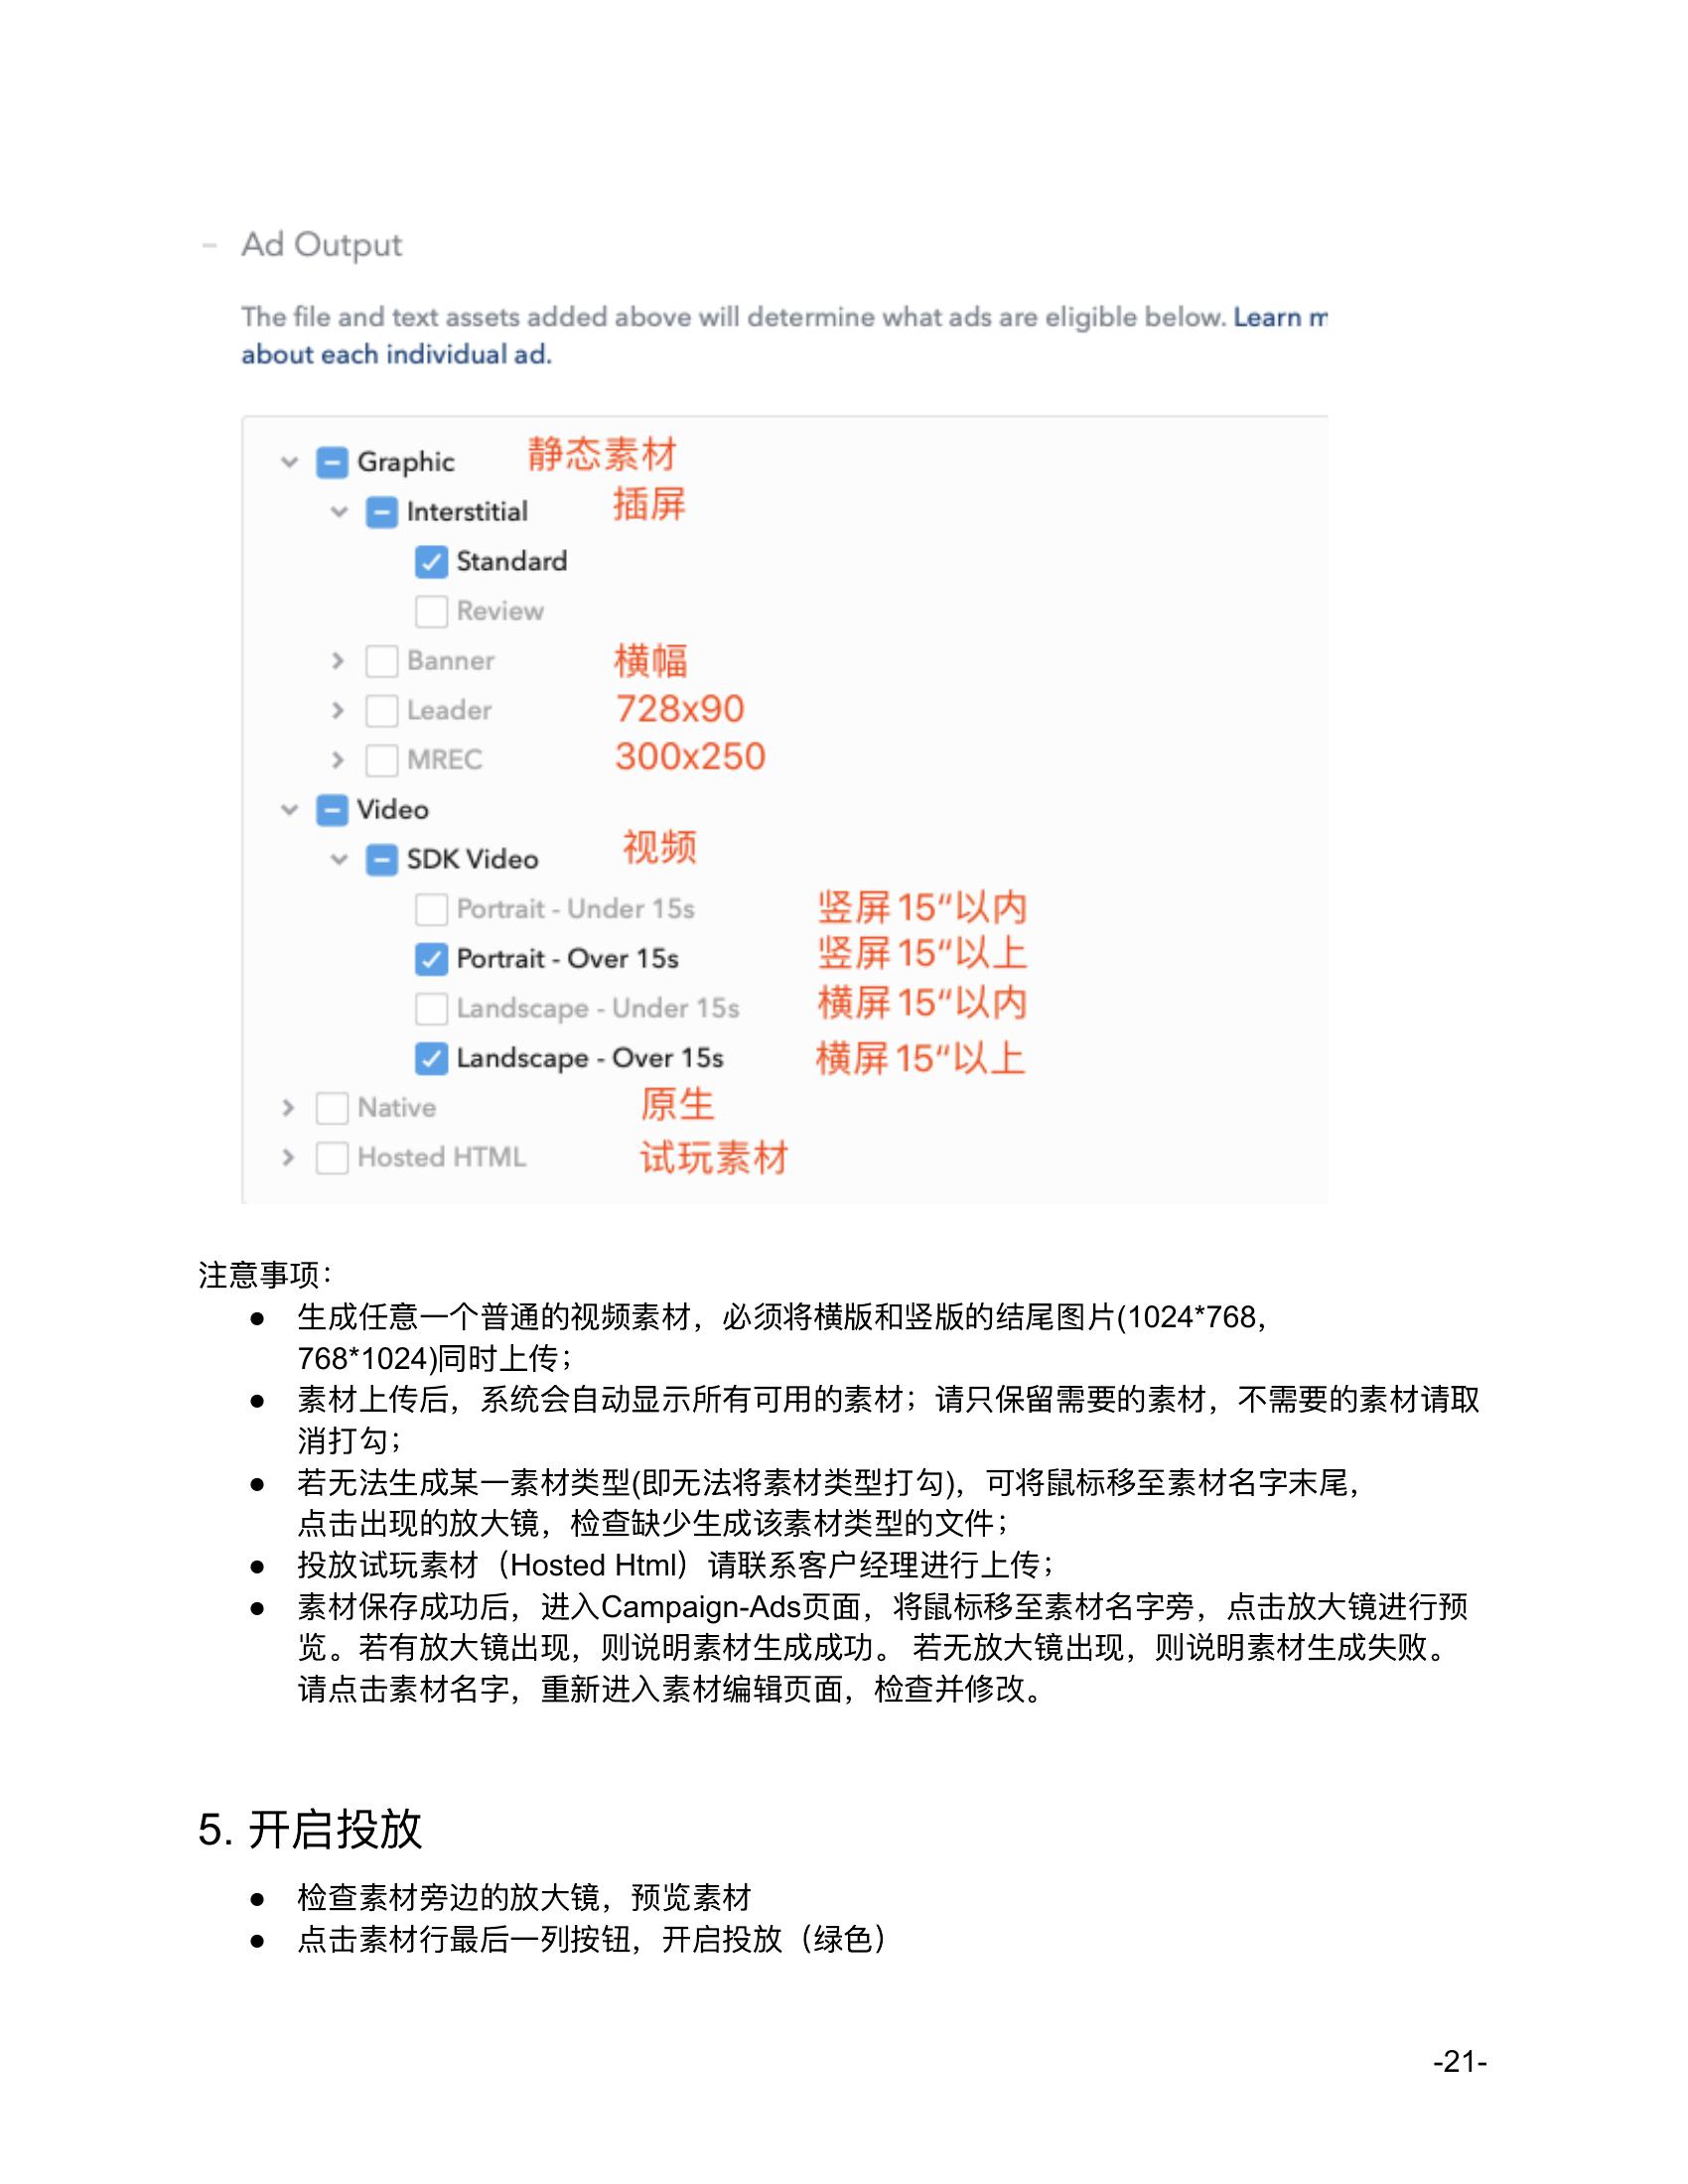 Ad Output
The file and text assets added above will determine what ads are eligible below. Learn m
about each individual ad.
Graphic 静态素材
Interstitial 插屏
Standard
Review
Banner 横幅
Leader 728x90
MREC 300x250
Video
SDK Video 视频
Portrait - Under 15s 竖屏15“以内
Portrait - Over 15s 竖屏15“以上
Landscape - Under 15s 横屏15“以内
Landscape - Over 15s 横屏15“以上
Native 原生
Hosted HTML 试玩素材
注意事项：
● 生成任意一个普通的视频素材，必须将横版和竖版的结尾图片(1024*768，
768*1024)同时上传；
● 素材上传后，系统会自动显示所有可用的素材；请只保留需要的素材，不需要的素材请取
消打勾；
● 若无法生成某一素材类型(即无法将素材类型打勾)，可将鼠标移至素材名字末尾，
点击出现的放大镜，检查缺少生成该素材类型的文件；
● 投放试玩素材（Hosted Html）请联系客户经理进行上传；
● 素材保存成功后，进入Campaign-Ads页面，将鼠标移至素材名字旁，点击放大镜进行预
览。若有放大镜出现，则说明素材生成成功。 若无放大镜出现，则说明素材生成失败。
请点击素材名字，重新进入素材编辑页面，检查并修改。
5. 开启投放
● 检查素材旁边的放大镜，预览素材
● 点击素材行最后一列按钮，开启投放（绿色）
-21-